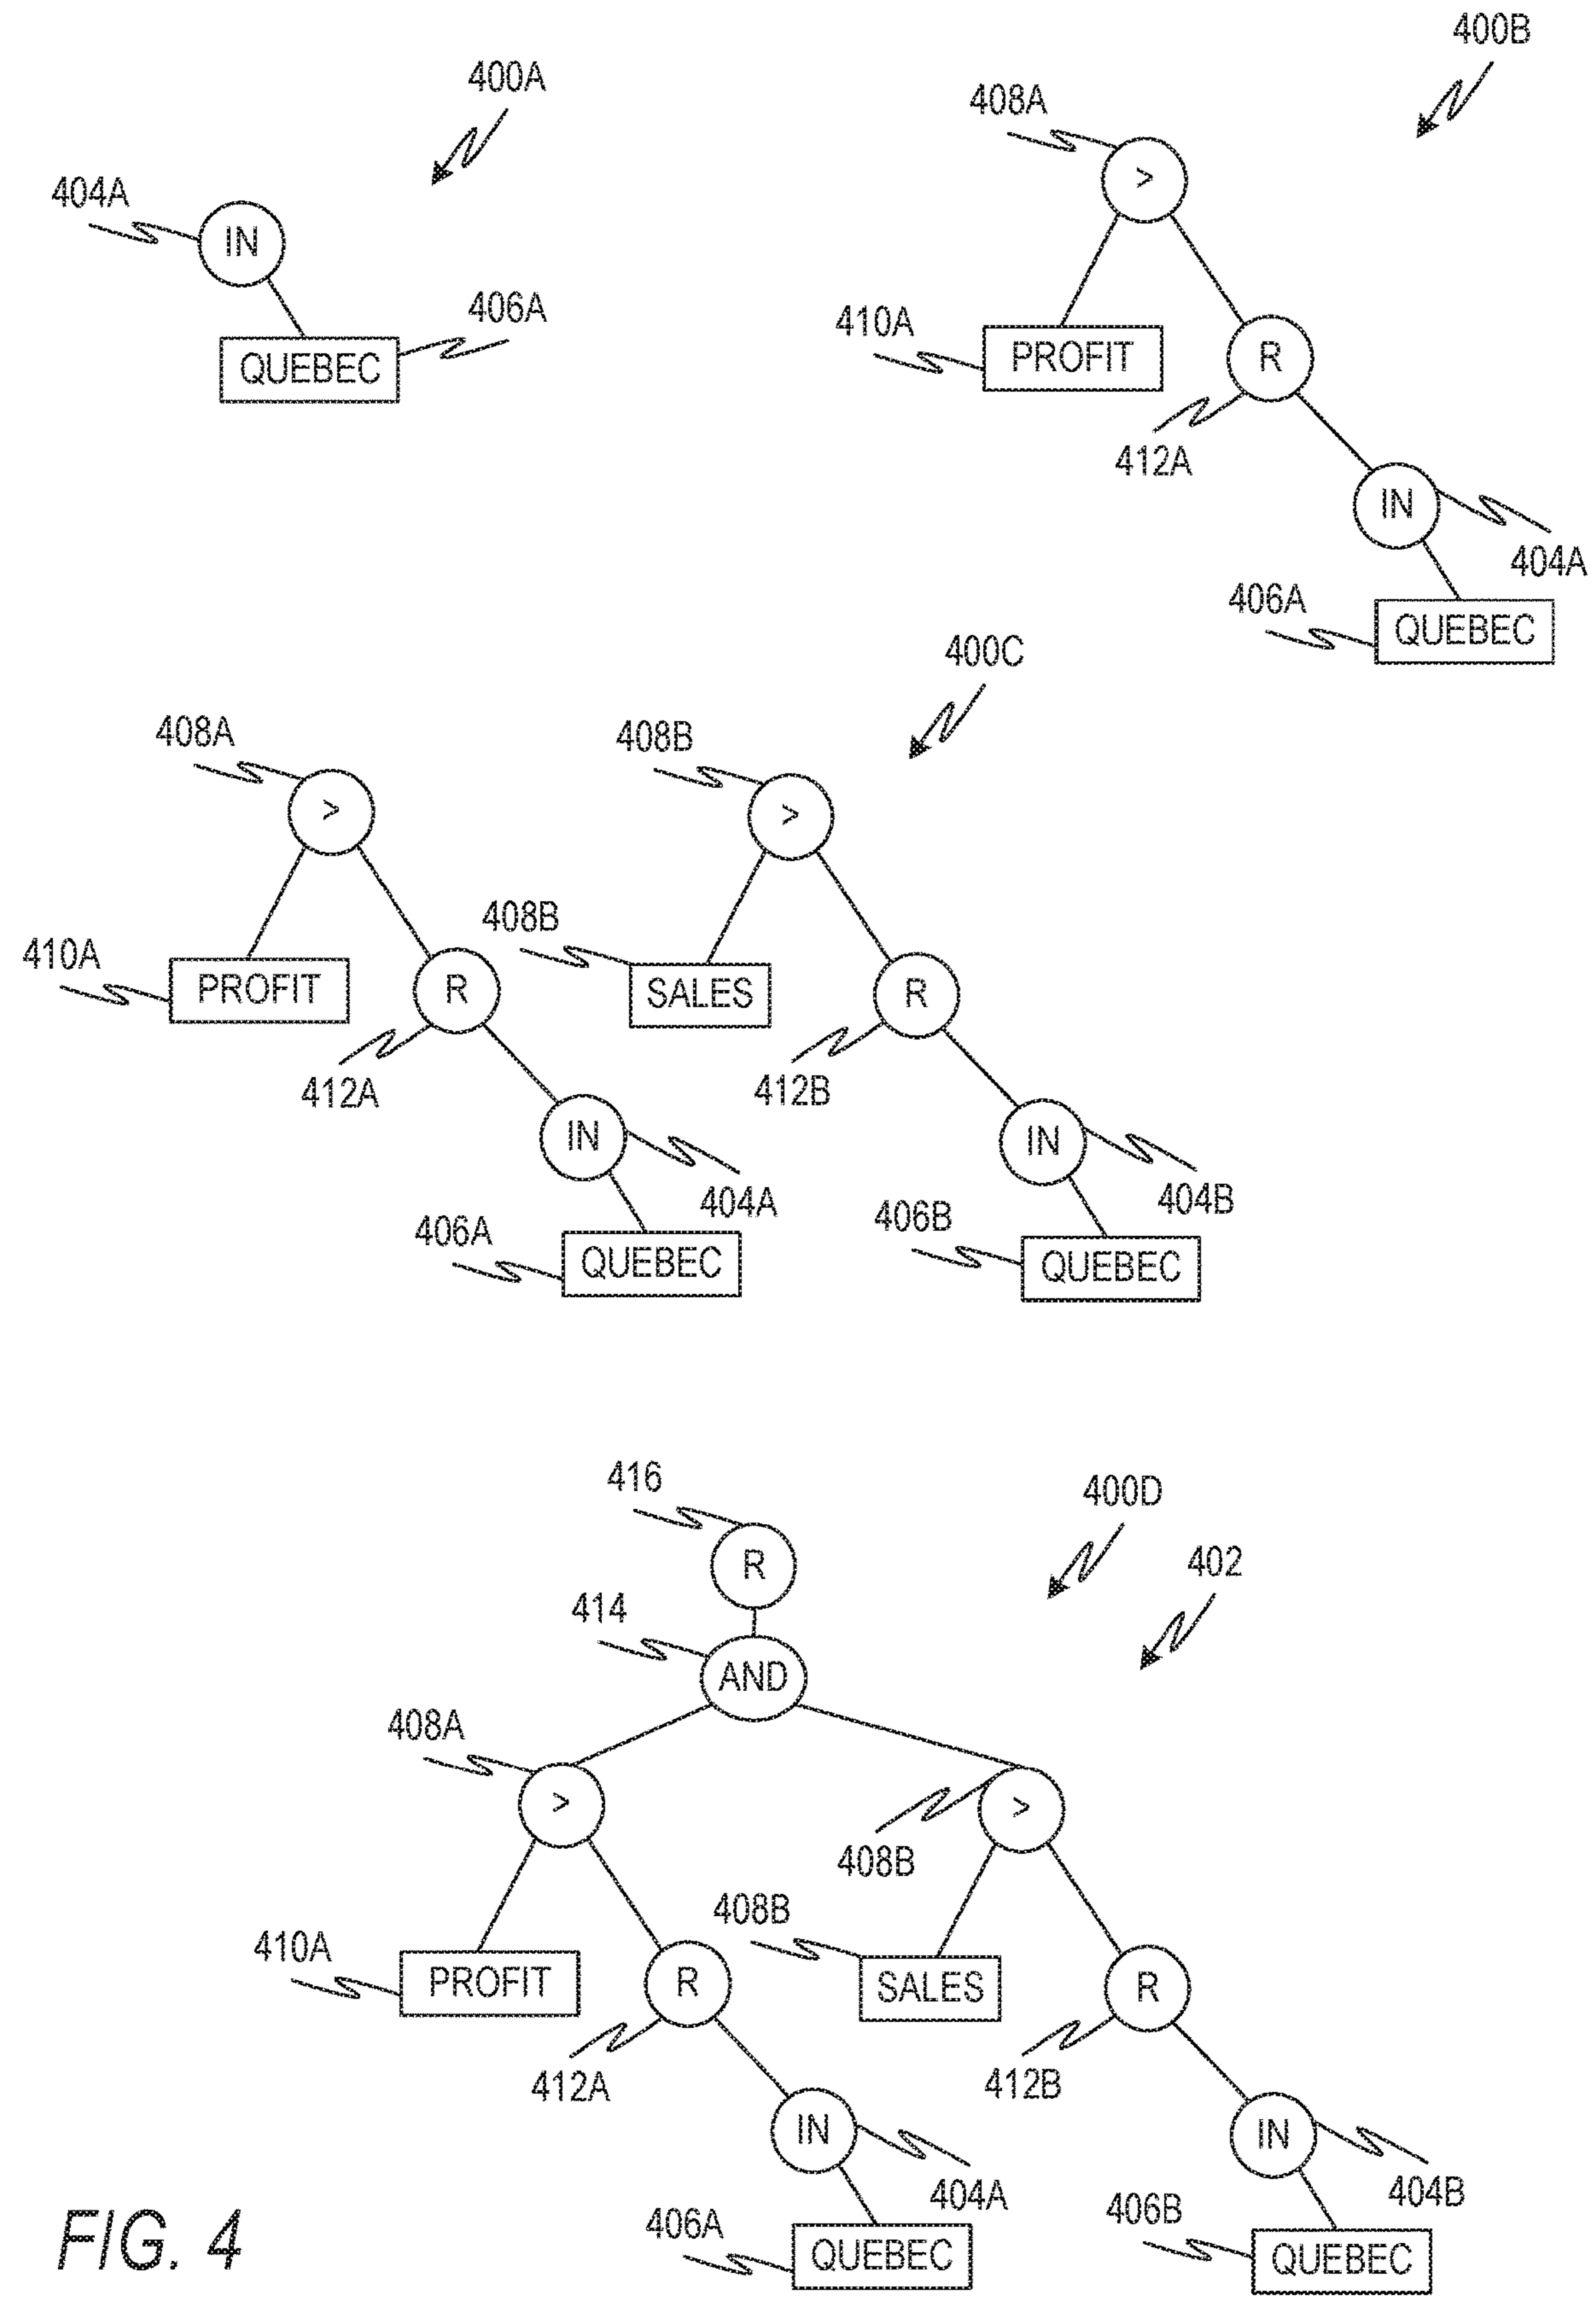 400A
400B
408A
>
404A
IN
406A
QUEBEC
410A
PROFIT
R
412A
IN
404A
406A
QUEBEC
400C
408A
>
408B
>
410A
PROFIT
R
412A
408B
SALES
R
412B
IN
404A
406A
QUEBEC
IN
404B
406B
QUEBEC
416
R
400D
402
414
AND
408A
>
408B
>
410A
PROFIT
R
412A
408B
SALES
R
412B
IN
404A
406A
QUEBEC
IN
404B
406B
QUEBEC
FIG. 4